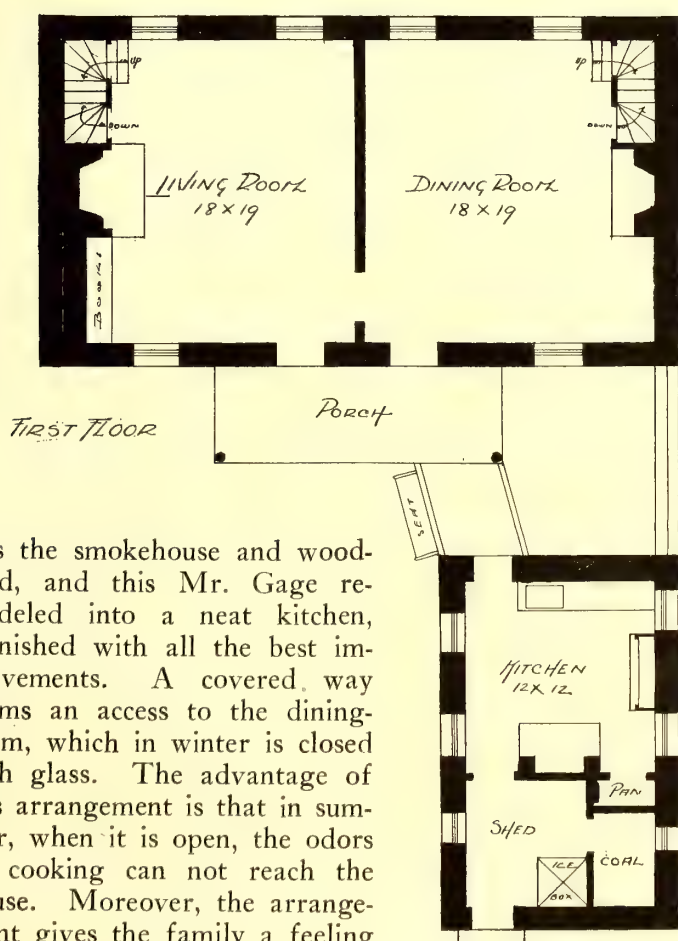 UP
DOWN
LIVING ROOM
18 X 19
BOOKS
UP
DOWN
DINING ROOM
18 X 19
FIRST FLOOR
PORCH
SEAT
KITCHEN
12 X 12
PAN
SHED
ICE
BOX
COAL
s the smokehouse and wood-
d, and this Mr. Gage re-
deled into a neat kitchen,
nished with all the best im-
vements. A covered way
ms an access to the dining-
m, which in winter is closed
h glass. The advantage of
s arrangement is that in sum-
r, when it is open, the odors
cooking can not reach the
use. Moreover, the arrange-
nt gives the family a feeling